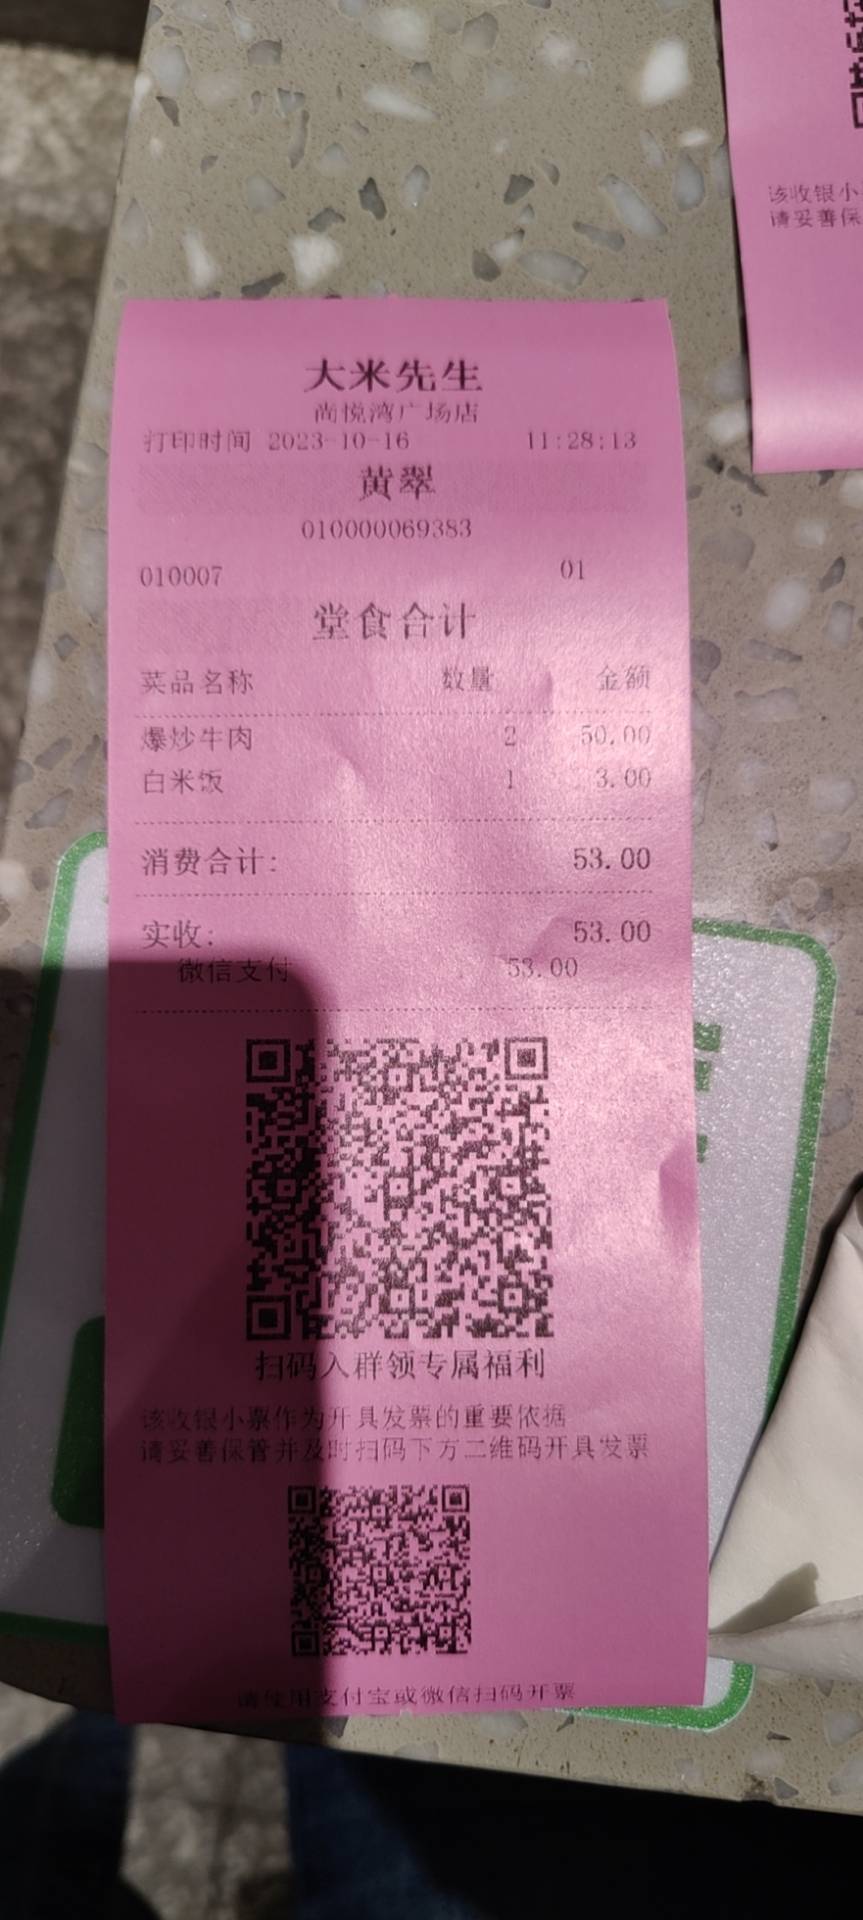 大米先生
尚悦湾广场店
打印时间 2023-10-16 11:28:13
黄翠
010000069383
010007 01
堂食合计
菜品名称 数量 金额
爆炒牛肉 2 50.00
白米饭 1 3.00
消费合计: 53.00
实收: 53.00
微信支付 53.00
扫码入群领专属福利
该收银小票作为开具发票的重要依据
请妥善保管并及时扫码下方二维码开具发票
请使用支付宝或微信扫码开票
该收银小
请妥善保